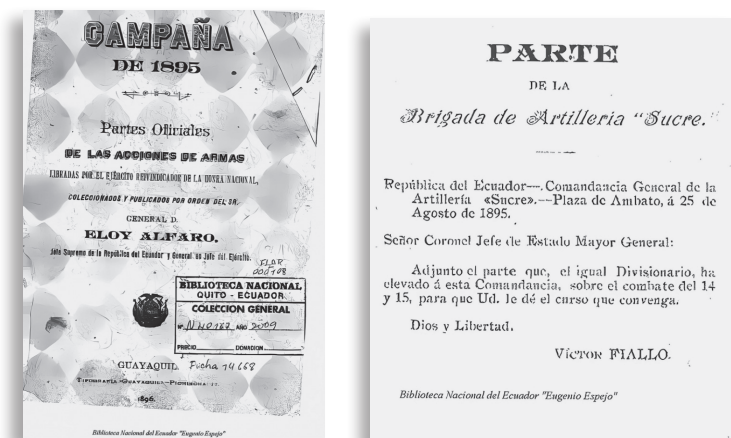 CAMPAÑA
DE 1895
Partes Oficiales
DE LAS ACCIONES DE ARMAS
LIBRADAS POR EL EJÉRCITO REIVINDICADOR DE LA HONRA NACIONAL,
COLECCIONADOS Y PUBLICADOS POR ORDEN DEL SR.
GENERAL D.
ELOY ALFARO.
Jefe Supremo de la República del Ecuador y General en Jefe del Ejército.
FLAR
000108
BIBLIOTECA NACIONAL
QUITO - ECUADOR
COLECCION GENERAL
Nº AÑO 2009
PRECIO DONACION
GUAYAQUIL Ficha 14668
TIPOGRAFÍA GUAYAQUIL
1896.
Biblioteca Nacional del Ecuador "Eugenio Espejo"
PARTE
DE LA
Brigada de Artillería “Sucre.”
República del Ecuador—.Comandancia General de la
Artillería «Sucre».—Plaza de Ambato, á 25 de
Agosto de 1895.
Señor Coronel Jefe de Estado Mayor General:
Adjunto el parte que, el igual Divisionario, ha
elevado á esta Comandancia, sobre el combate del 14
y 15, para que Ud. le dé el curso que convenga.
Dios y Libertad.
VÍCTOR FIALLO.
Biblioteca Nacional del Ecuador "Eugenio Espejo"